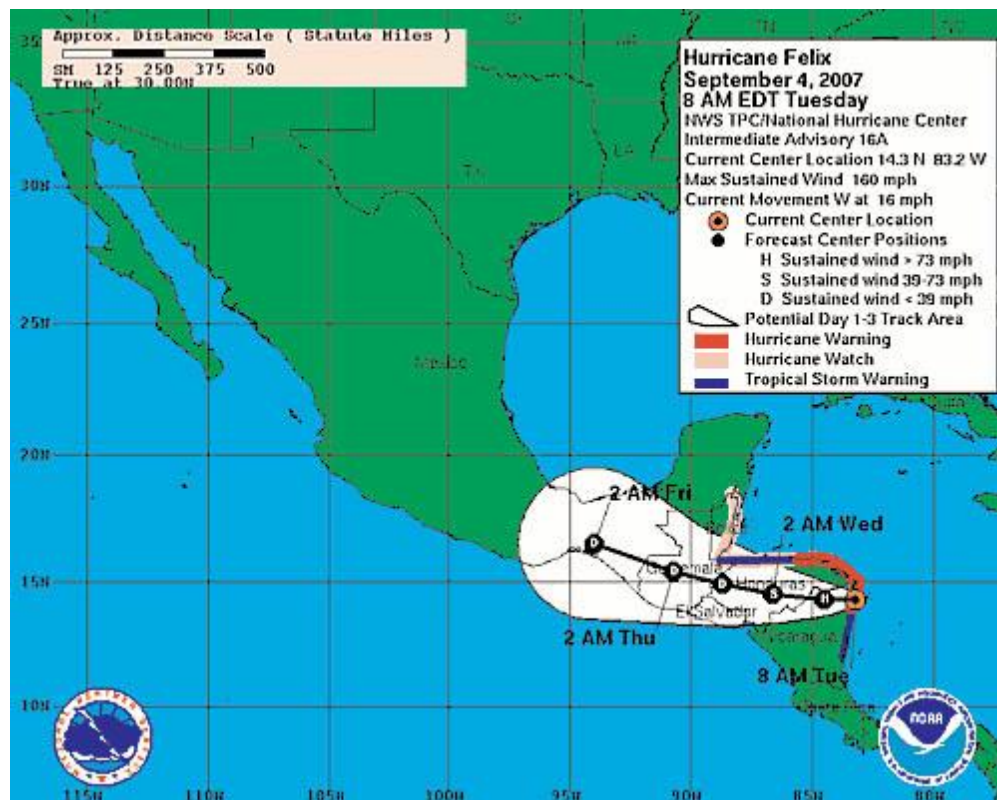 Approx. Distance Scale ( Statute Miles )
SM 125 250 375 500
True at 30.00N
Hurricane Felix
September 4, 2007
8 AM EDT Tuesday
NWS TPC/National Hurricane Center
Intermediate Advisory 16A
Current Center Location 14.3 N 83.2 W
Max Sustained Wind 160 mph
Current Movement W at 16 mph
Current Center Location
Forecast Center Positions
H Sustained wind > 73 mph
S Sustained wind 39-73 mph
D Sustained wind < 39 mph
Potential Day 1-3 Track Area
Hurricane Warning
Hurricane Watch
Tropical Storm Warning
35N
30N
25N
20N
15N
10N
TX
LA
Mexico
2 AM Fri
2 AM Wed
Guatemala
Honduras
D D D S H
El Salvador
2 AM Thu
Nicaragua
8 AM Tue
Costa Rica
NOAA
115W 110W 105W 100W 95W 90W 85W 80W